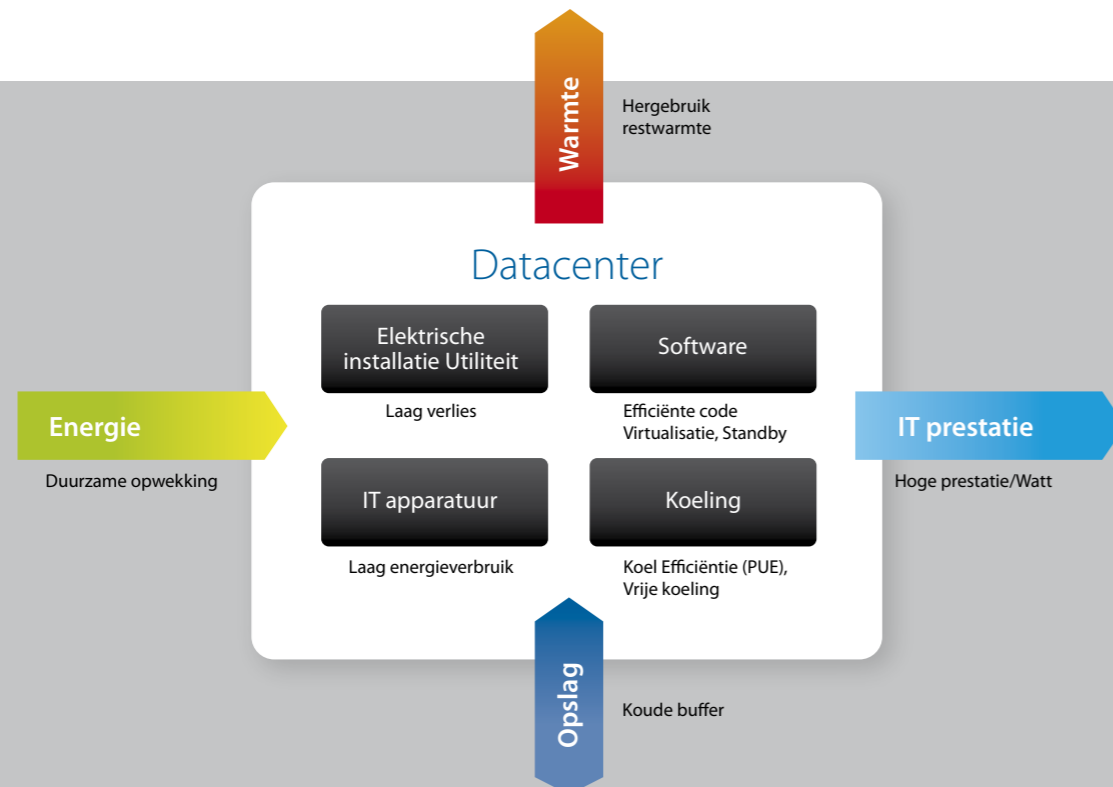 Warmte
Hergebruik
restwarmte
Datacenter
Elektrische
installatie Utiliteit
Laag verlies
Software
Efficiënte code
Virtualisatie, Standby
Energie
Duurzame opwekking
IT prestatie
Hoge prestatie/Watt
IT apparatuur
Laag energieverbruik
Koeling
Koel Efficiëntie (PUE),
Vrije koeling
Opslag
Koude buffer